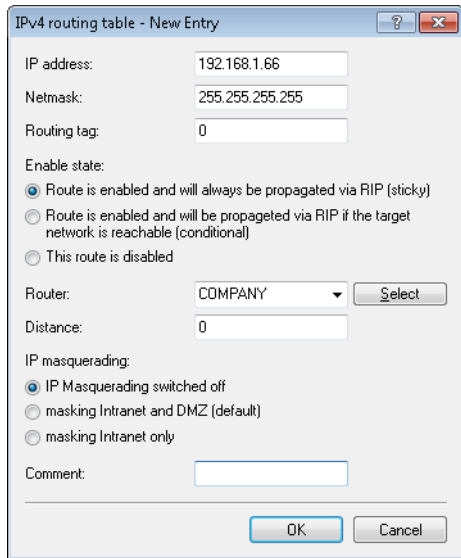 IPv4 routing table - New Entry
IP address: 192.168.1.66
Netmask: 255.255.255.255
Routing tag: 0
Enable state:
Route is enabled and will always be propagated via RIP (sticky)
Route is enabled and will be propageted via RIP if the target
network is reachable (conditional)
This route is disabled
Router: COMPANY Select
Distance: 0
IP masquerading:
IP Masquerading switched off
masking Intranet and DMZ (default)
masking Intranet only
Comment:
OK Cancel